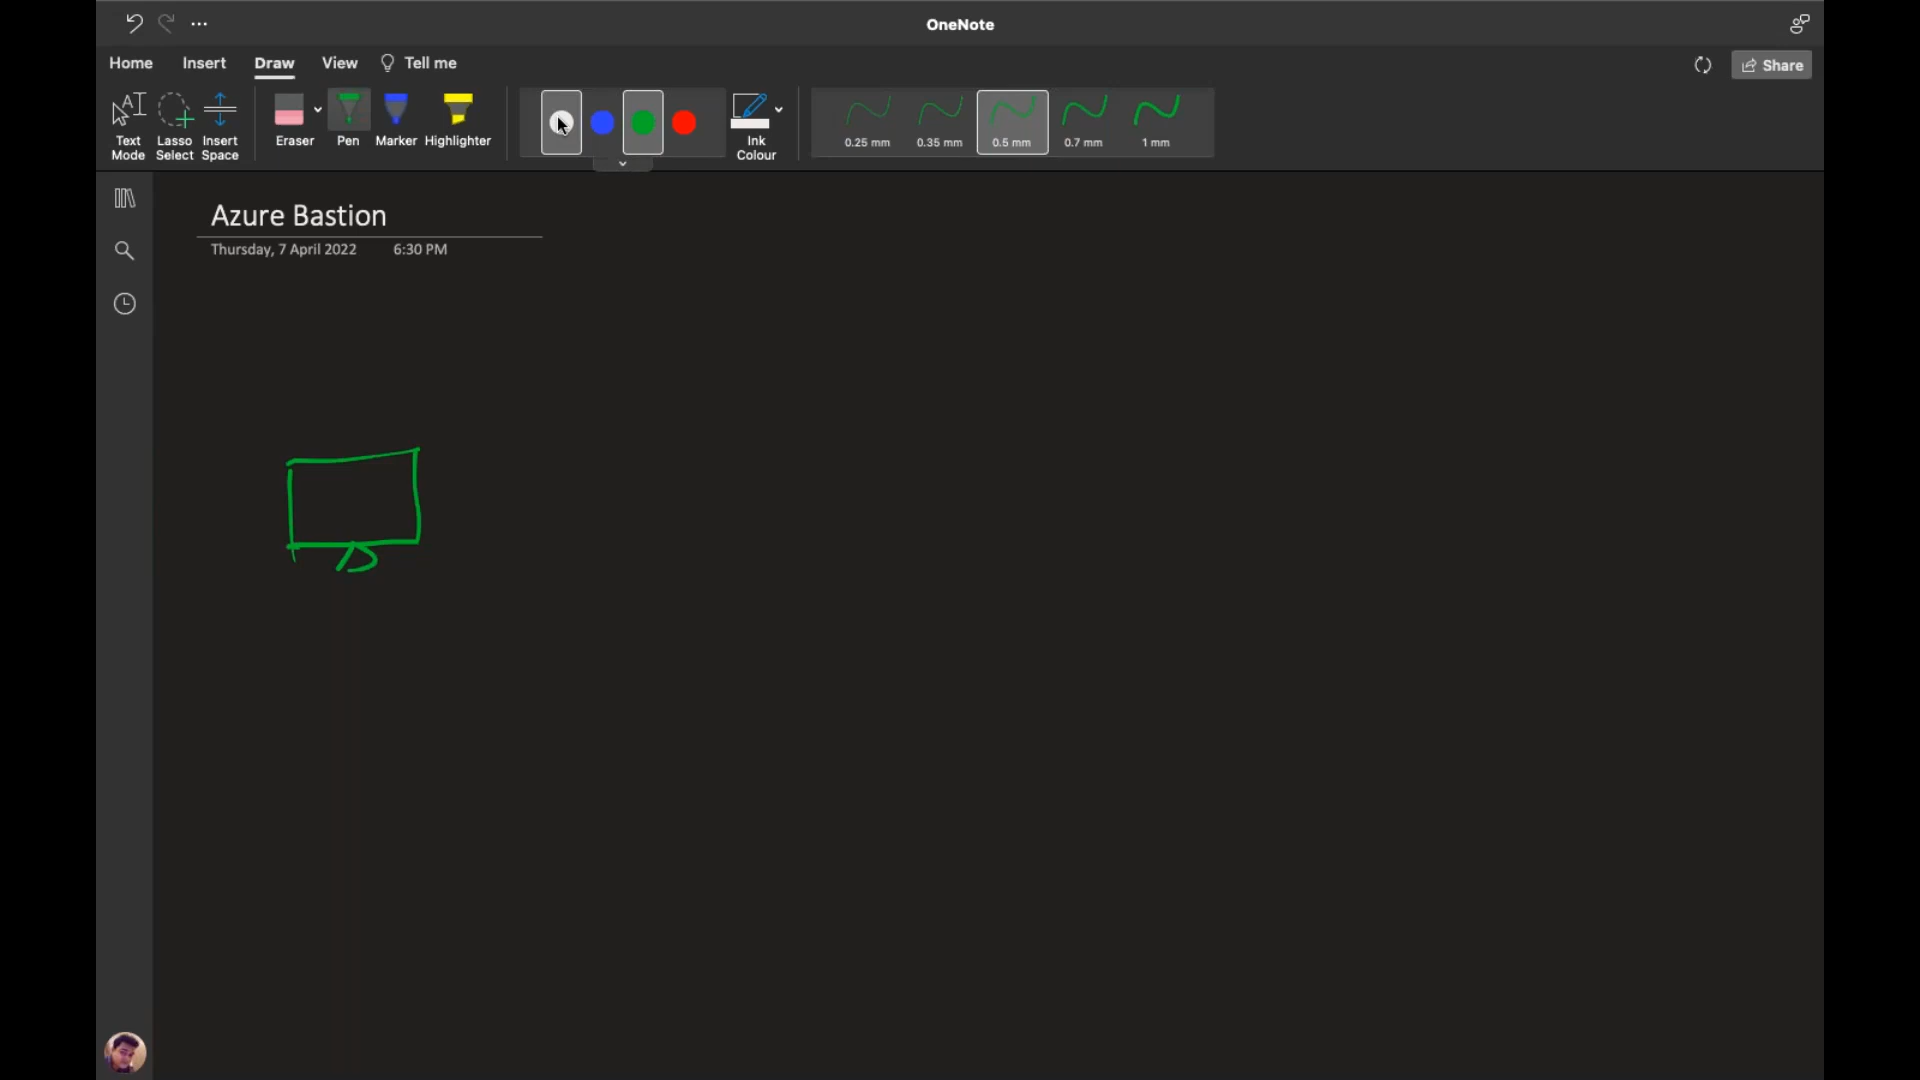 OneNote
Home Insert Draw View Tell me
Share
Text Mode
Lasso Select
Insert Space
Eraser
Pen
Marker
Highlighter
Ink Colour
0.25 mm
0.35 mm
0.5 mm
0.7 mm
1 mm
Azure Bastion
Thursday, 7 April 2022 6:30 PM